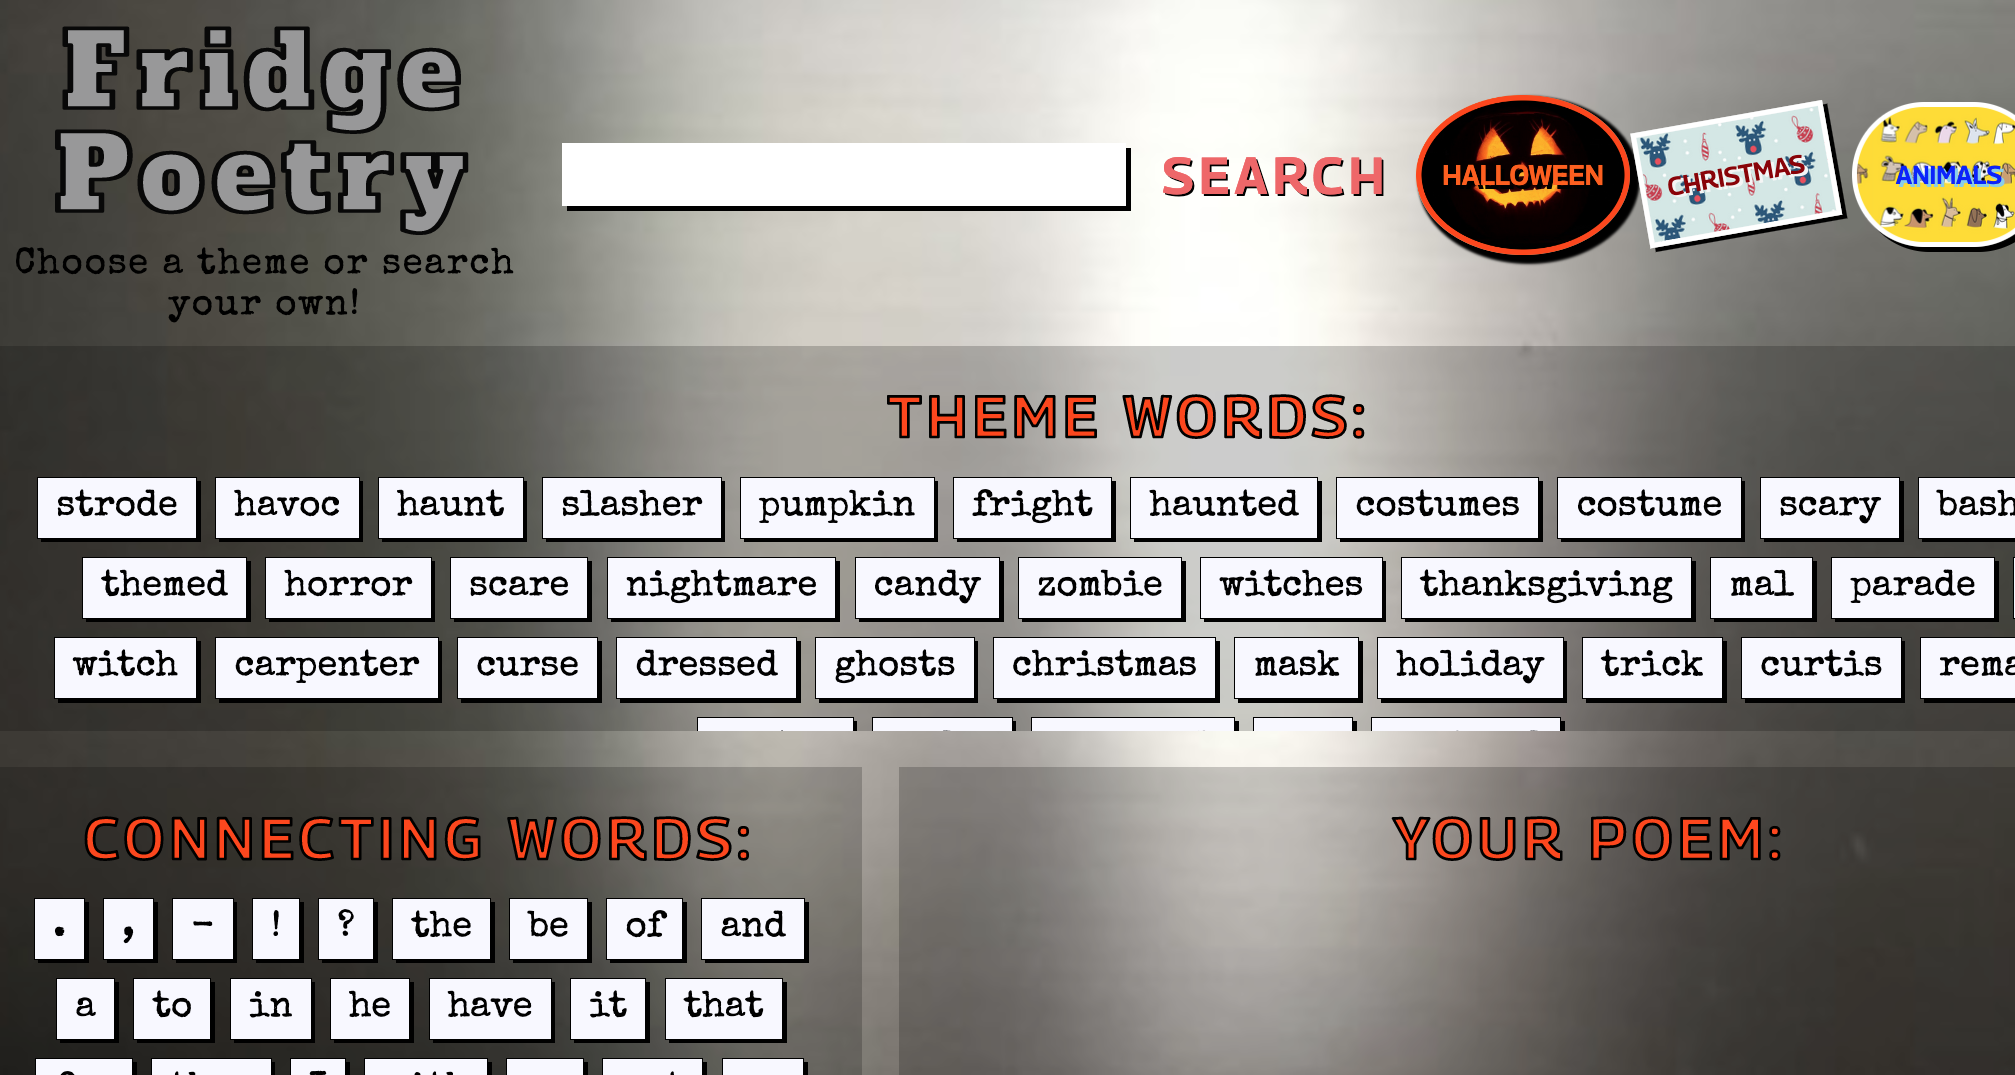 Fridge
Poetry
Choose a theme or search
your own!
SEARCH
HALLOWEEN
CHRISTMAS
ANIMALS
THEME WORDS:
strode havoc haunt slasher pumpkin fright haunted costumes costume scary bash
themed horror scare nightmare candy zombie witches thanksgiving mal parade
witch carpenter curse dressed ghosts christmas mask holiday trick curtis
CONNECTING WORDS:
. , - ! ? the be of and
a to in he have it that
YOUR POEM: